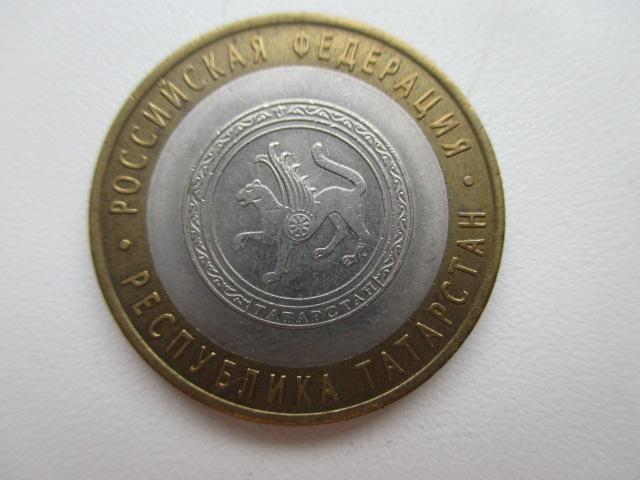 РОССИЙСКАЯ ФЕДЕРАЦИЯ
РЕСПУБЛИКА ТАТАРСТАН
ТАТАРСТАН